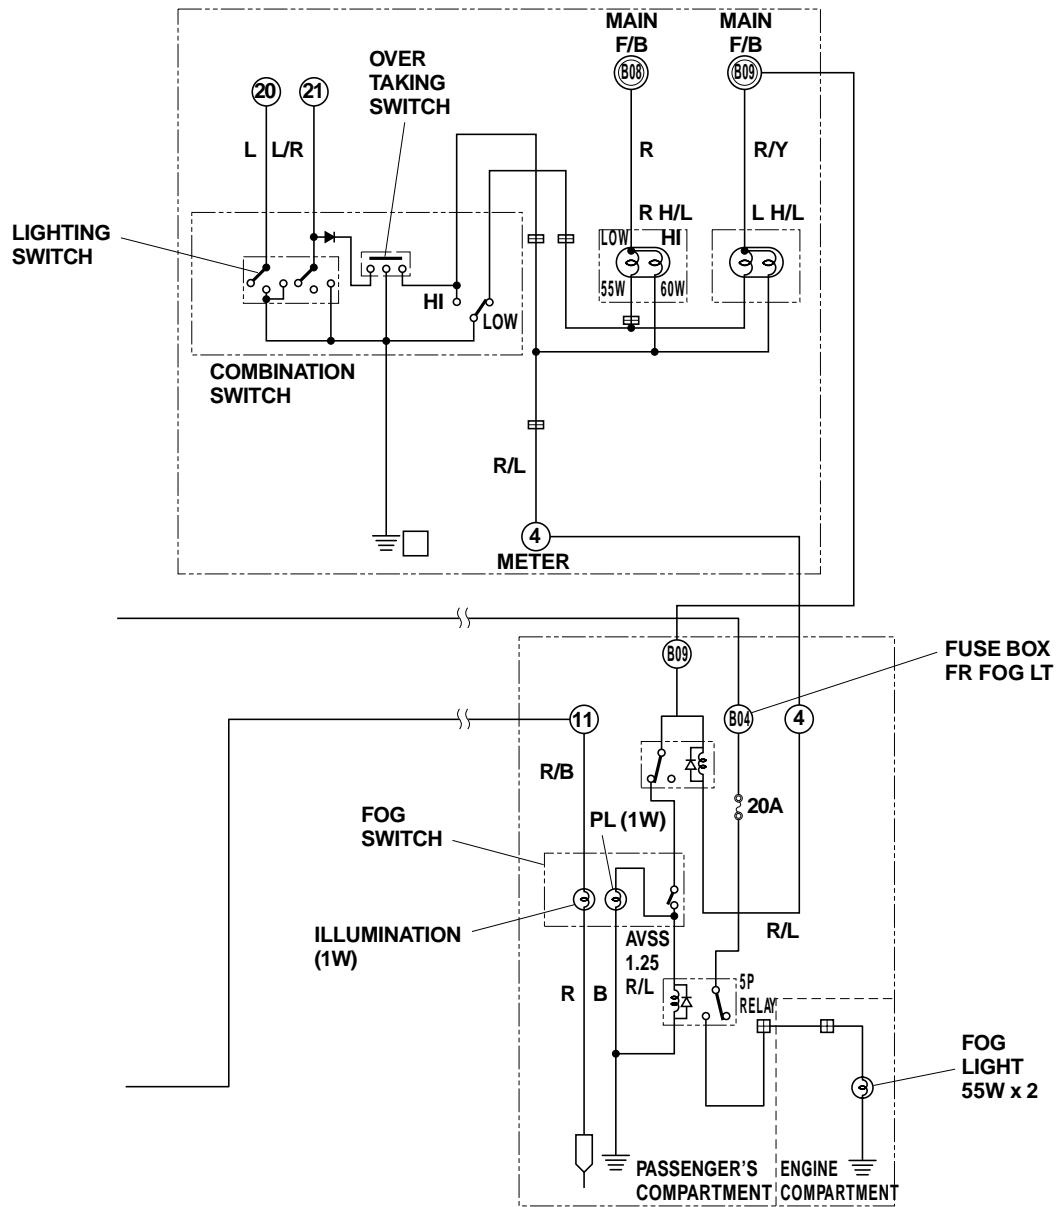 MAIN
F/B
MAIN
F/B
OVER
TAKING
SWITCH
B08
B09
20
21
L
L/R
R
R/Y
R H/L
L H/L
LIGHTING
SWITCH
LOW
HI
55W
60W
HI
LOW
COMBINATION
SWITCH
R/L
4
METER
B09
FUSE BOX
FR FOG LT
11
B04
4
R/B
20A
FOG
SWITCH
PL (1W)
ILLUMINATION
(1W)
R/L
AVSS
1.25
R/L
5P
RELAY
R
B
FOG
LIGHT
55W x 2
PASSENGER'S
COMPARTMENT
ENGINE
COMPARTMENT